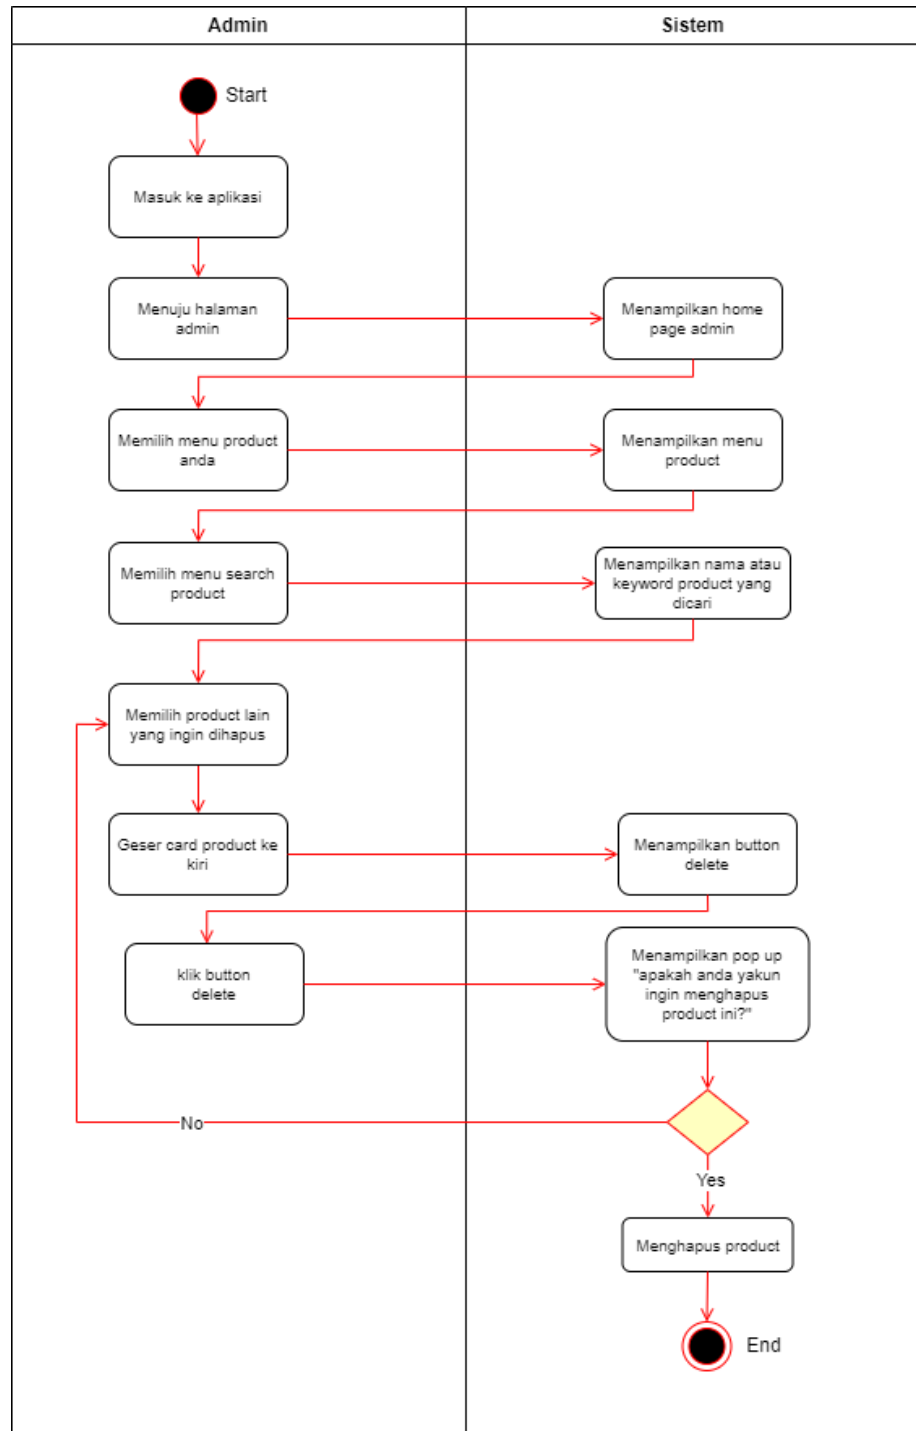 Admin
Sistem
Start
Masuk ke aplikasi
Menuju halaman
admin
Menampilkan home
page admin
Memilih menu product
anda
Menampilkan menu
product
Memilih menu search
product
Menampilkan nama atau
keyword product yang
dicari
Memilih product lain
yang ingin dihapus
Geser card product ke
kiri
Menampilkan button
delete
klik button
delete
Menampilkan pop up
"apakah anda yakun
ingin menghapus
product ini?"
No
Yes
Menghapus product
End